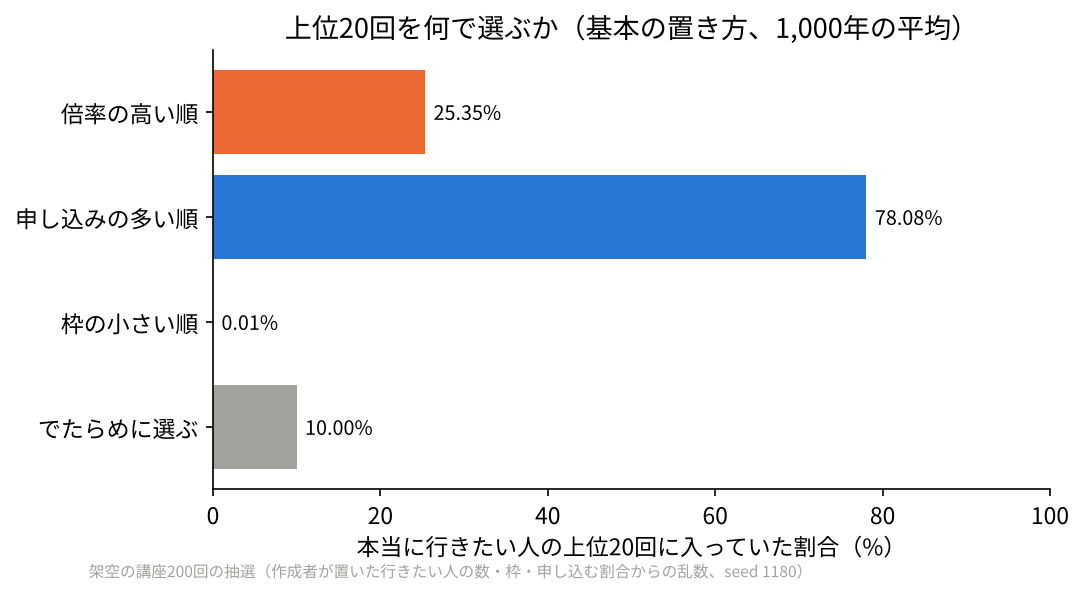 上位20回を何で選ぶか（基本の置き方、1,000年の平均）
倍率の高い順
25.35%
申し込みの多い順
78.08%
枠の小さい順
0.01%
でたらめに選ぶ
10.00%
0 20 40 60 80 100
本当に行きたい人の上位20回に入っていた割合（%）
架空の講座200回の抽選（作成者が置いた行きたい人の数・枠・申し込む割合からの乱数、seed 1180）